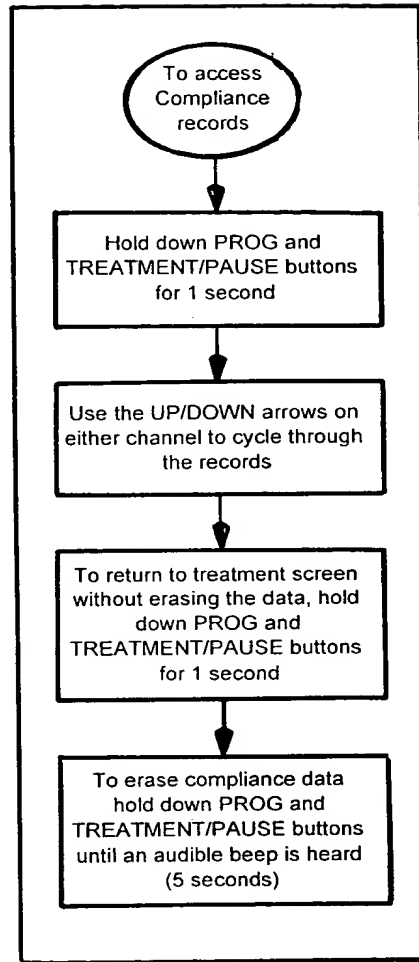 To access
Compliance
records
Hold down PROG and
TREATMENT/PAUSE buttons
for 1 second
Use the UP/DOWN arrows on
either channel to cycle through
the records
To return to treatment screen
without erasing the data, hold
down PROG and
TREATMENT/PAUSE buttons
for 1 second
To erase compliance data
hold down PROG and
TREATMENT/PAUSE buttons
until an audible beep is heard
(5 seconds)